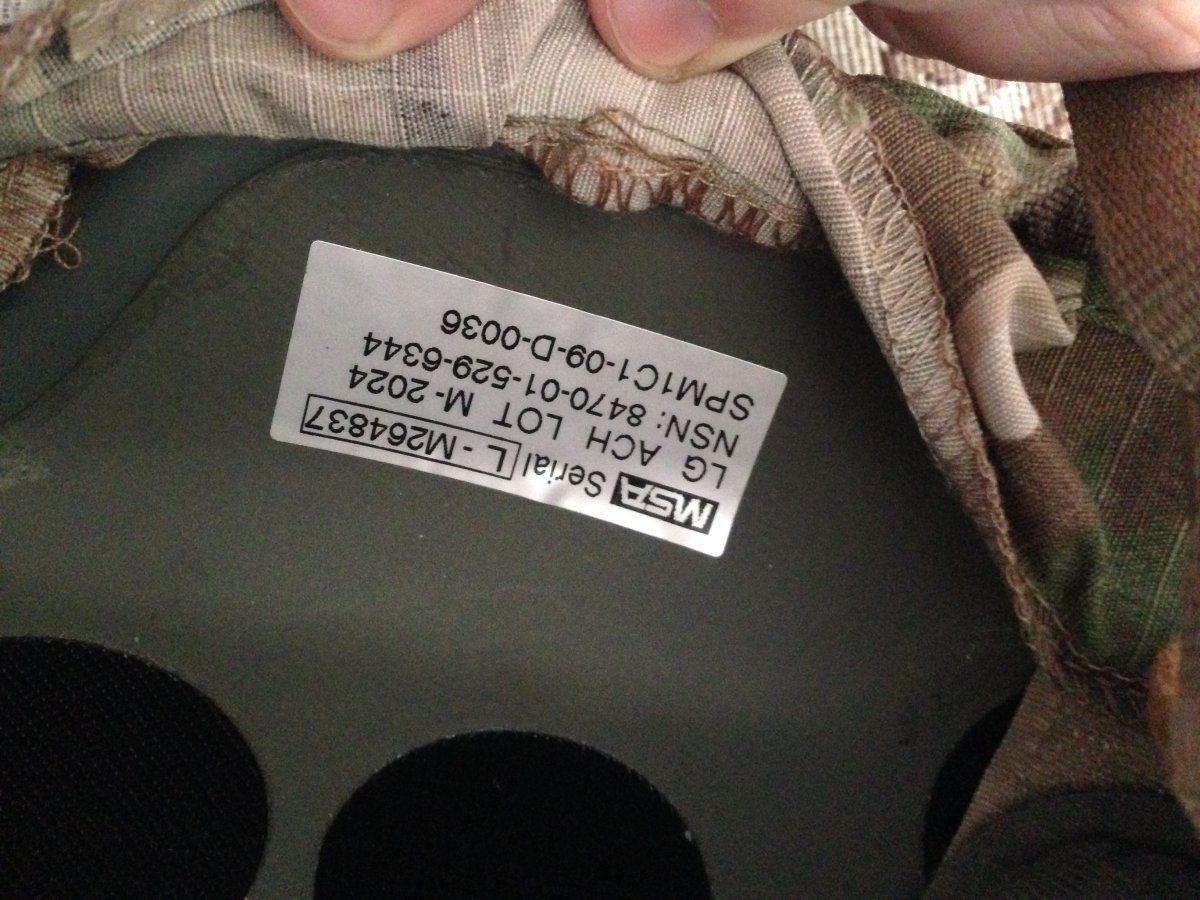 MSA Serial L - M264837
LG ACH LOT M-2024
NSN: 8470-01-529-6344
SPM1C1-09-D-0036